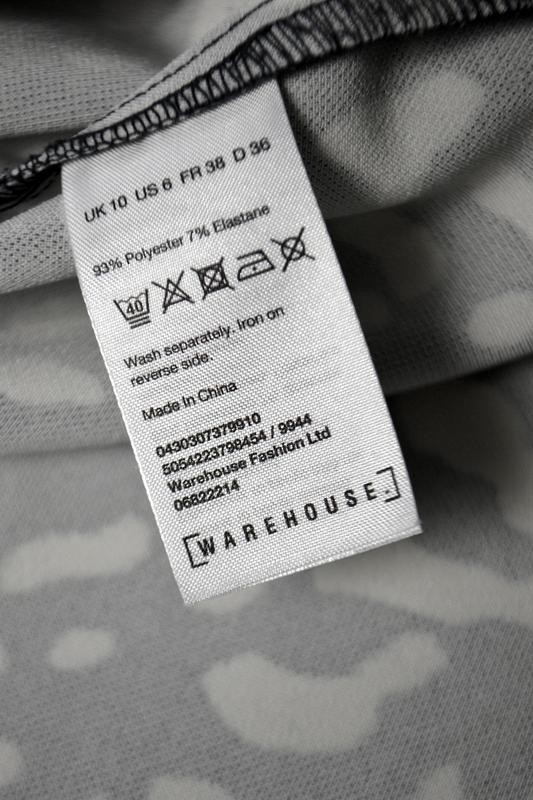 UK 10 US 6 FR 38 D 36
93% Polyester 7% Elastane
40
Wash separately. Iron on
reverse side.
Made In China
0430307379910
5054223798454 / 9944
Warehouse Fashion Ltd
06822214
[WAREHOUSE.]